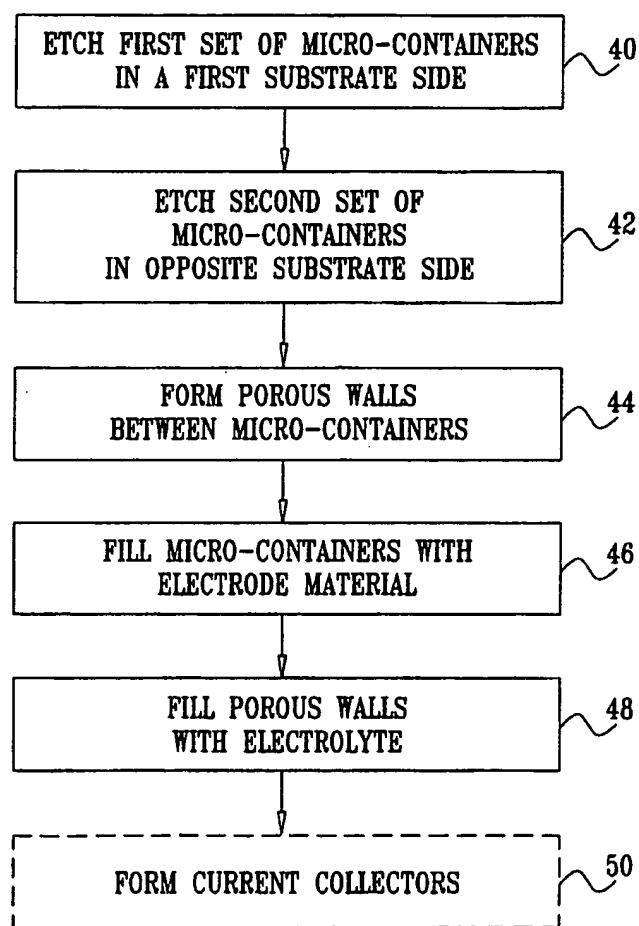 ETCH FIRST SET OF MICRO-CONTAINERS
IN A FIRST SUBSTRATE SIDE
40
ETCH SECOND SET OF
MICRO-CONTAINERS
IN OPPOSITE SUBSTRATE SIDE
42
FORM POROUS WALLS
BETWEEN MICRO-CONTAINERS
44
FILL MICRO-CONTAINERS WITH
ELECTRODE MATERIAL
46
FILL POROUS WALLS
WITH ELECTROLYTE
48
FORM CURRENT COLLECTORS
50